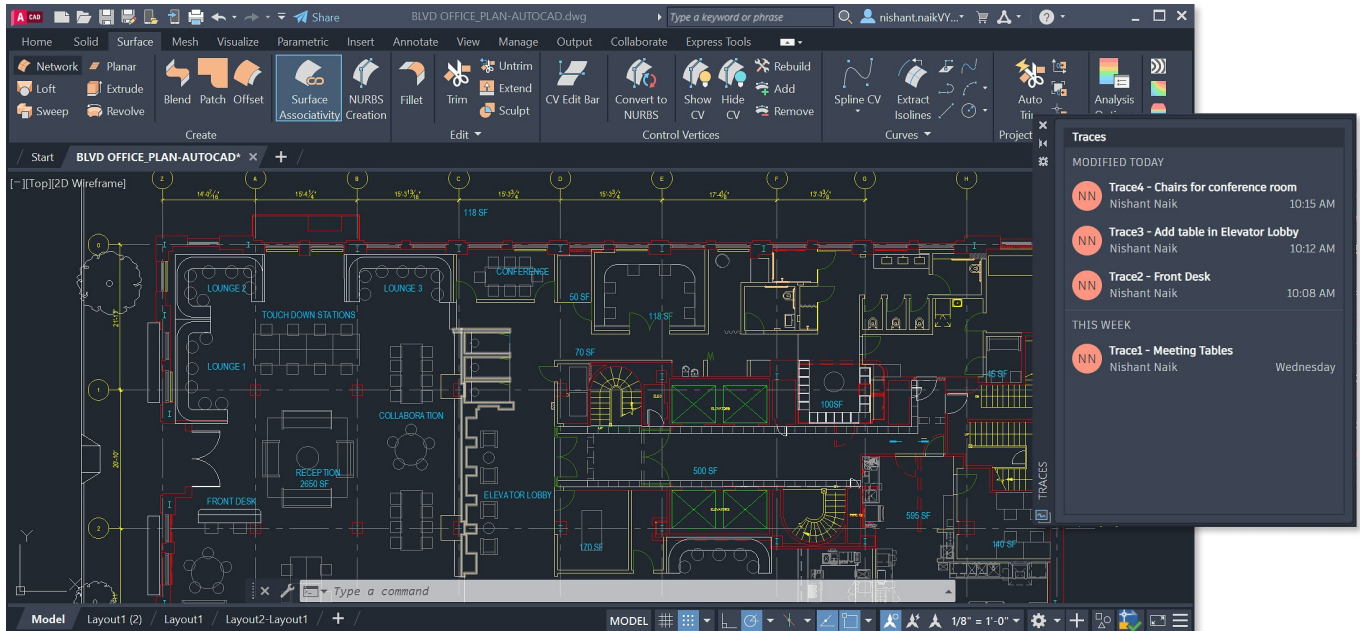 A CAD
Share
BLVD OFFICE_PLAN-AUTOCAD.dwg
Type a keyword or phrase
nishant.naikVY...
?
Home Solid Surface Mesh Visualize Parametric Insert Annotate View Manage Output Collaborate Express Tools
Network Planar
Loft Extrude
Sweep Revolve
Blend Patch Offset
Surface
Associativity
NURBS
Creation
Fillet
Trim
Untrim
Extend
Sculpt
CV Edit Bar
Convert to
NURBS
Show
CV
Hide
CV
Rebuild
Add
Remove
Spline CV
Extract
Isolines
Auto
Analysis
Create
Edit
Control Vertices
Curves
Project
Start
BLVD OFFICE_PLAN-AUTOCAD*
[-][Top][2D Wireframe]
Z A B C D E F G H
118 SF
0
CONFERENCE
LOUNGE 2
LOUNGE 3
50 SF
TOUCH DOWN STATIONS
118 SF
70 SF
LOUNGE 1
45 SF
1
ELEVATORS
100SF
COLLABORATION
RECEPTION
2650 SF
500 SF
20'-10"
ELEVATOR LOBBY
FRONT DESK
ELEVATORS
595 SF
2
170 SF
140 SF
Y
X
Type a command
Model Layout1 (2) Layout1 Layout2-Layout1
MODEL
1/8" = 1'-0"
Traces
MODIFIED TODAY
NN
Trace4 - Chairs for conference room
Nishant Naik 10:15 AM
NN
Trace3 - Add table in Elevator Lobby
Nishant Naik 10:12 AM
NN
Trace2 - Front Desk
Nishant Naik 10:08 AM
THIS WEEK
NN
Trace1 - Meeting Tables
Nishant Naik Wednesday
TRACES